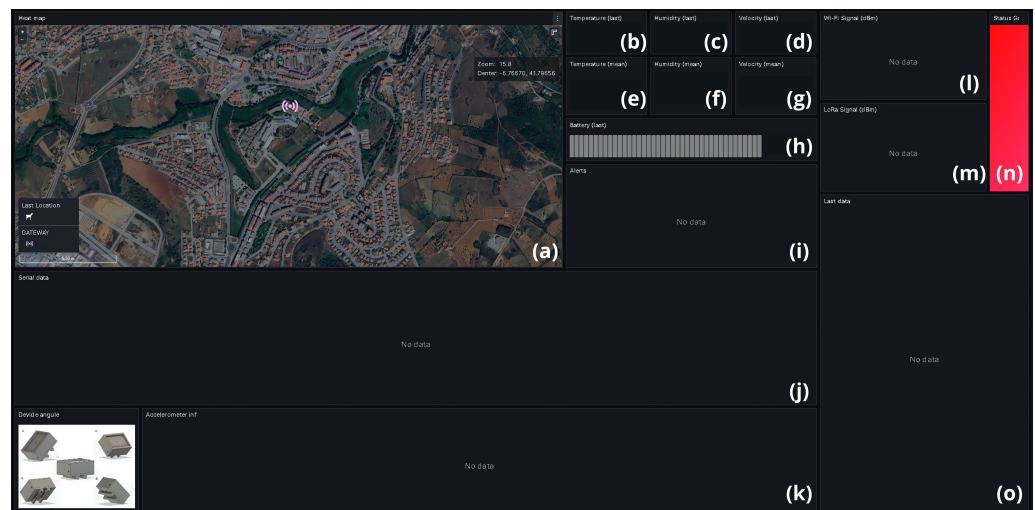 Heat map
+
-
Zoom: 15.8
Center: -6.76670, 41.79656
Last Location
GATEWAY
(a)
Temperature (last)
(b)
Humidity (last)
(c)
Velocity (last)
(d)
Temperature (mean)
(e)
Humidity (mean)
(f)
Velocity (mean)
(g)
Battery (last)
(h)
Alerts
No data
(i)
Wi-Fi Signal (dBm)
No data
(l)
LoRa Signal (dBm)
No data
(m)
(n)
Last data
No data
(o)
Serial data
No data
(j)
Devide angule
Accelerometer inf
No data
(k)